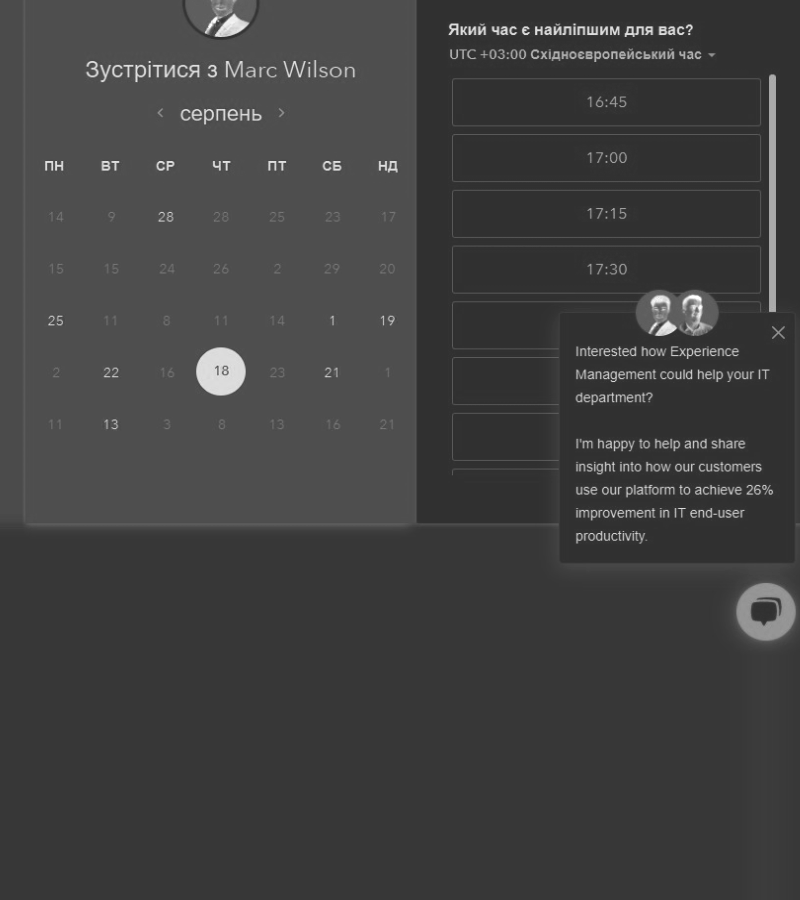 Зустрітися з Marc Wilson
серпень
ПН ВТ СР ЧТ ПТ СБ НД
14 9 28 28 25 23 17
15 15 24 26 2 29 20
25 11 8 11 14 1 19
2 22 16 18 23 21 1
11 13 3 8 13 16 21
Який час є найліпшим для вас?
UTC +03:00 Східноєвропейський час
16:45
17:00
17:15
17:30
Interested how Experience
Management could help your IT
department?
I'm happy to help and share
insight into how our customers
use our platform to achieve 26%
improvement in IT end-user
productivity.